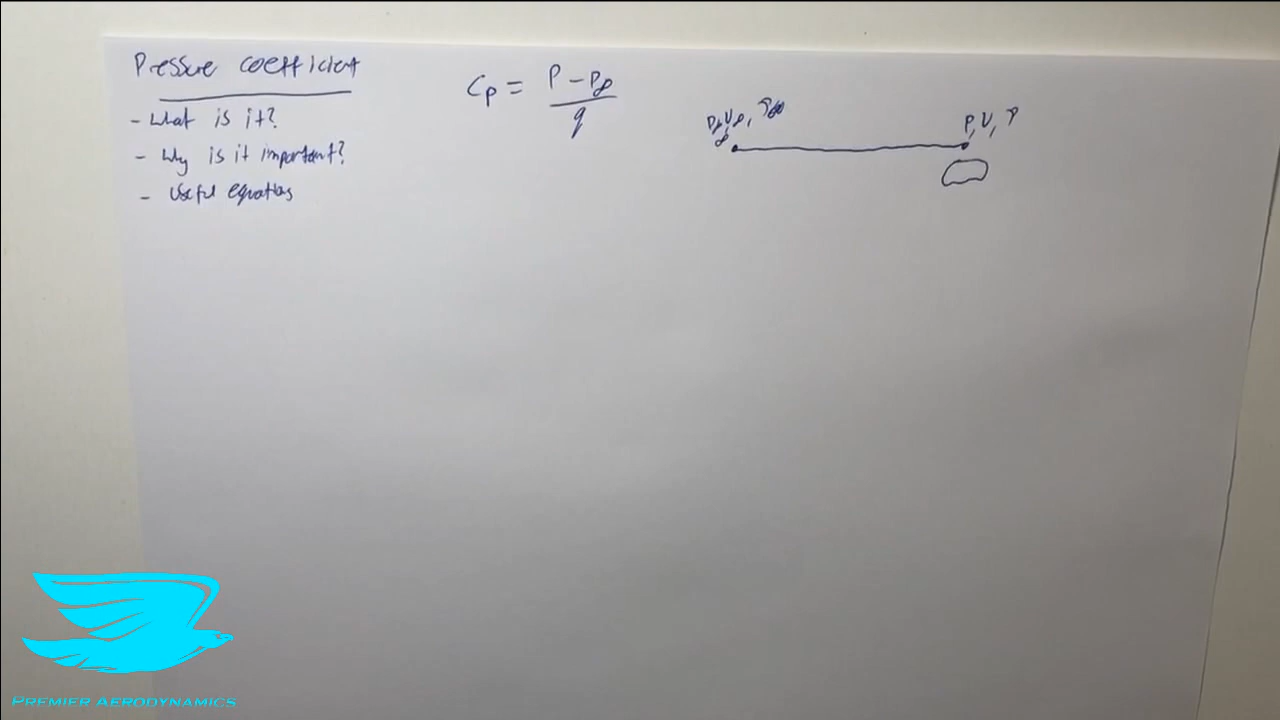 Pressure coefficient
- What is it?
- Why is it important?
- Useful equations
Cp = P - P∞
q
P∞, V∞,
P, V, T
PREMIER AERODYNAMICS